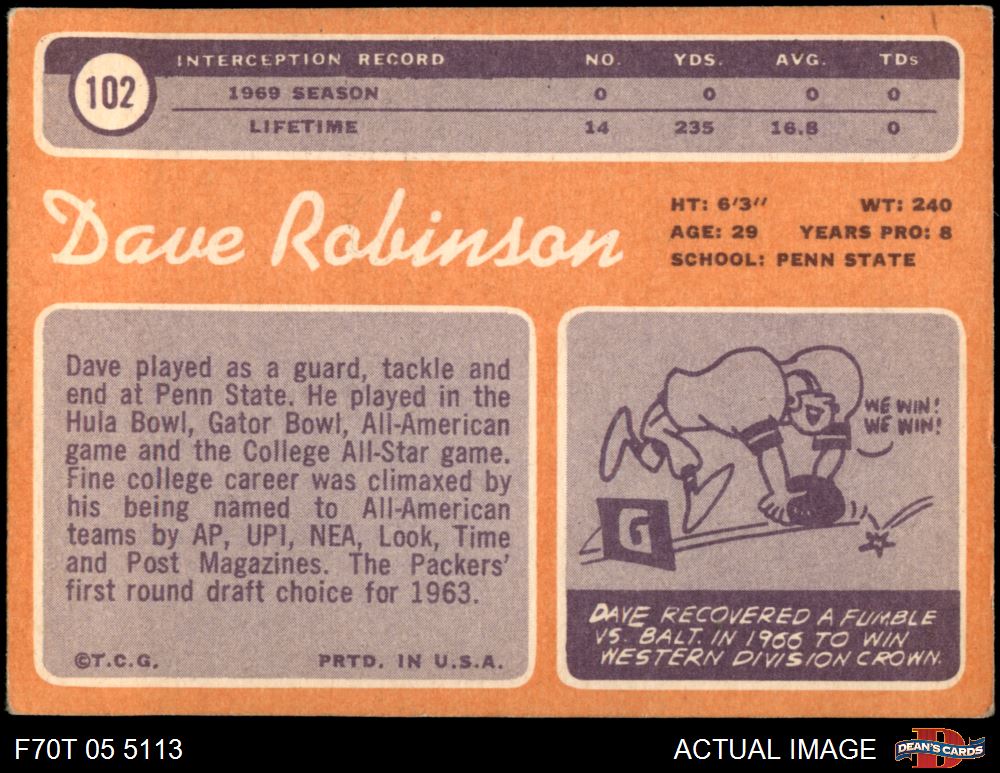 102
INTERCEPTION RECORD NO. YDS. AVG. TDs
1969 SEASON 0 0 0 0
LIFETIME 14 235 16.8 0
Dave Robinson
HT: 6'3" WT: 240
AGE: 29 YEARS PRO: 8
SCHOOL: PENN STATE
Dave played as a guard, tackle and
end at Penn State. He played in the
Hula Bowl, Gator Bowl, All-American
game and the College All-Star game.
Fine college career was climaxed by
his being named to All-American
teams by AP, UPI, NEA, Look, Time
and Post Magazines. The Packers'
first round draft choice for 1963.
©T.C.G. PRTD. IN U.S.A.
WE WIN!
WE WIN!
G
DAVE RECOVERED A FUMBLE
VS. BALT. IN 1966 TO WIN
WESTERN DIVISION CROWN.
F70T 05 5113
ACTUAL IMAGE
D
DEAN'S CARDS